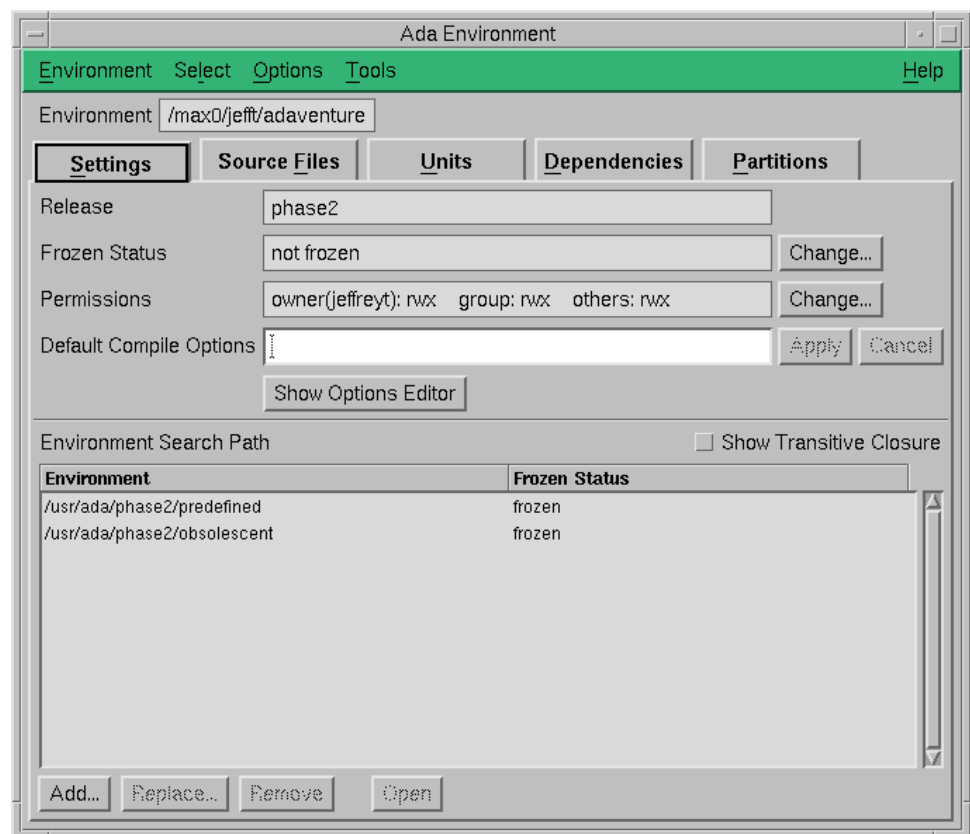 Ada Environment
Environment Select Options Tools Help
Environment /max0/jefft/adaventure
Settings Source Files Units Dependencies Partitions
Release phase2
Frozen Status not frozen Change...
Permissions owner(jeffreyt): rwx group: rwx others: rwx Change...
Default Compile Options Apply Cancel
Show Options Editor
Environment Search Path Show Transitive Closure
Environment Frozen Status
/usr/ada/phase2/predefined frozen
/usr/ada/phase2/obsolescent frozen
Add... Replace... Remove Open